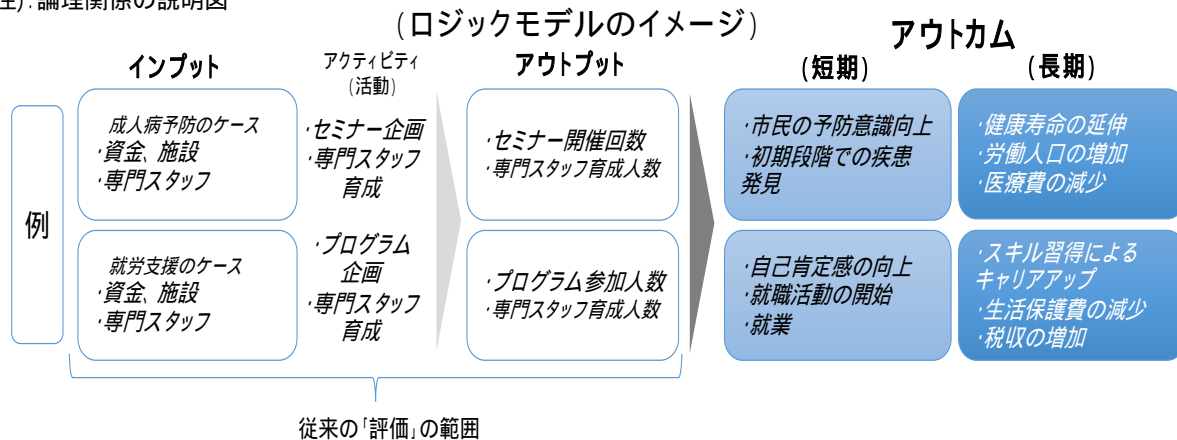 注):論理関係の説明図
(ロジックモデルのイメージ)
アウトカム
インプット
アクティビティ
(活動)
アウトプット
(短期)
(長期)
例
成人病予防のケース
・資金、施設
・専門スタッフ
・セミナー企画
・専門スタッフ
育成
・セミナー開催回数
・専門スタッフ育成人数
・市民の予防意識向上
・初期段階での疾患
発見
・健康寿命の延伸
・労働人口の増加
・医療費の減少
就労支援のケース
・資金、施設
・専門スタッフ
・プログラム
企画
・専門スタッフ
育成
・プログラム参加人数
・専門スタッフ育成人数
・自己肯定感の向上
・就職活動の開始
・就業
・スキル習得による
キャリアアップ
・生活保護費の減少
・税収の増加
従来の「評価」の範囲